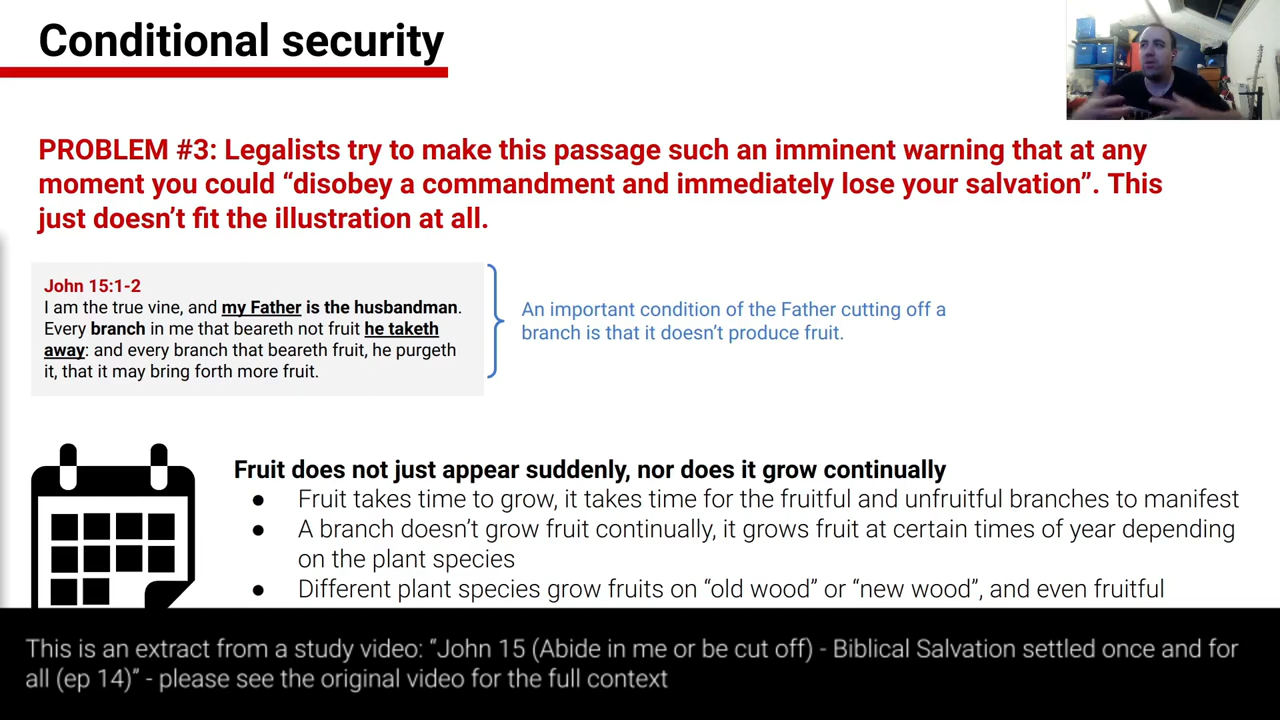 Conditional security
PROBLEM #3: Legalists try to make this passage such an imminent warning that at any
moment you could “disobey a commandment and immediately lose your salvation”. This
just doesn’t fit the illustration at all.
John 15:1-2
I am the true vine, and my Father is the husbandman.
Every branch in me that beareth not fruit he taketh
away: and every branch that beareth fruit, he purgeth
it, that it may bring forth more fruit.
An important condition of the Father cutting off a
branch is that it doesn’t produce fruit.
Fruit does not just appear suddenly, nor does it grow continually
● Fruit takes time to grow, it takes time for the fruitful and unfruitful branches to manifest
● A branch doesn’t grow fruit continually, it grows fruit at certain times of year depending
on the plant species
● Different plant species grow fruits on “old wood” or “new wood”, and even fruitful
This is an extract from a study video: “John 15 (Abide in me or be cut off) - Biblical Salvation settled once and for
all (ep 14)” - please see the original video for the full context